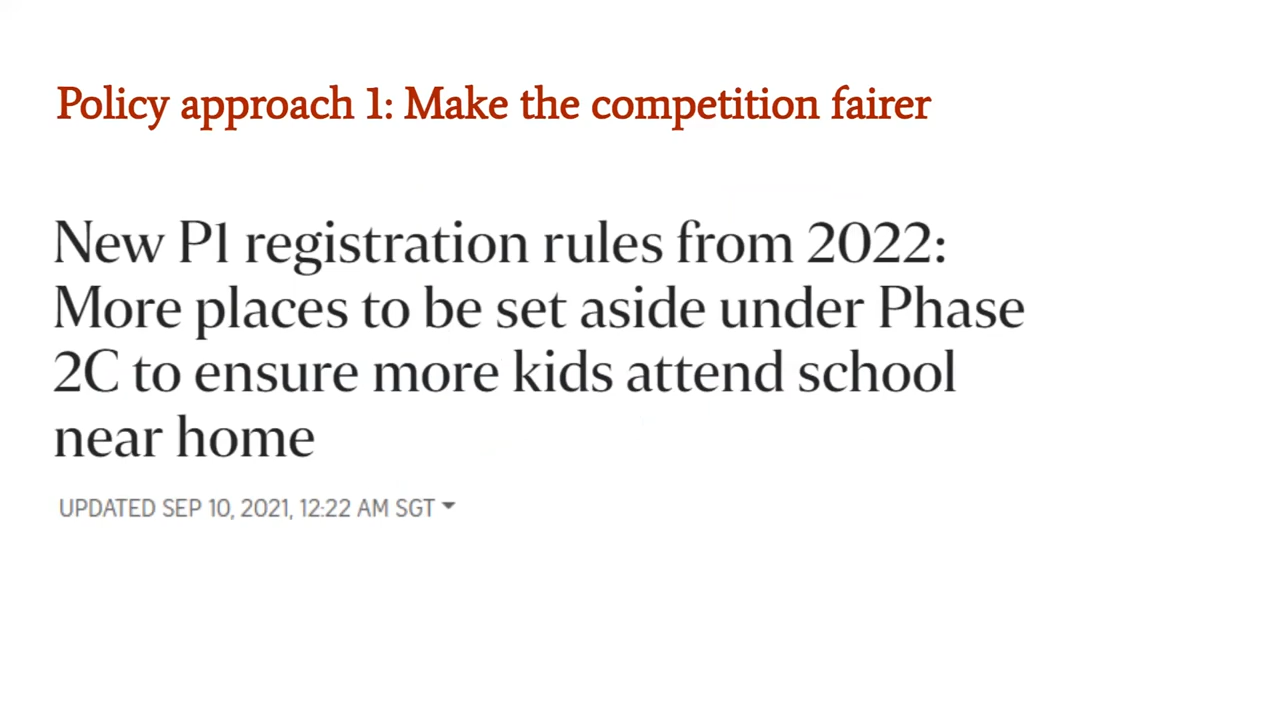 Policy approach 1: Make the competition fairer
New P1 registration rules from 2022:
More places to be set aside under Phase
2C to ensure more kids attend school
near home
UPDATED SEP 10, 2021, 12:22 AM SGT